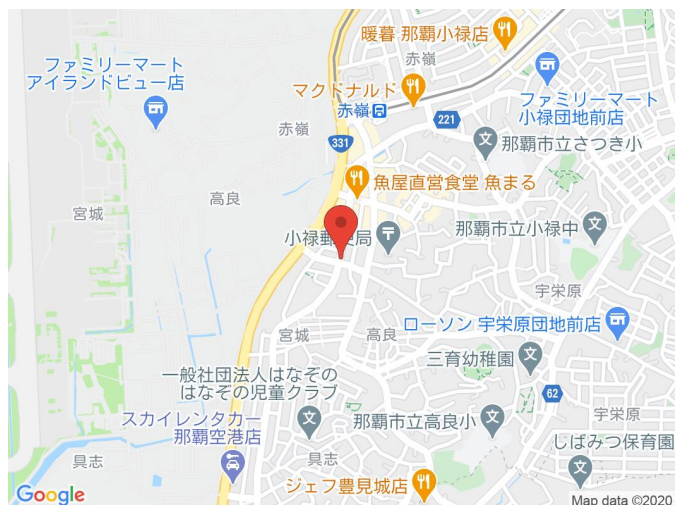 暖暮 那覇小禄店
ファミリーマート
アイランドビュー店
赤嶺
マクドナルド
ファミリーマート
小禄団地前店
赤嶺
赤嶺
221
331
那覇市立さつき小
魚屋直営食堂 魚まる
高良
宮城
小禄郵便局
那覇市立小禄中
宇栄原
宮城
高良
ローソン 宇栄原団地前店
三育幼稚園
一般社団法人はなぞの
はなぞの児童クラブ
62
スカイレンタカー
那覇空港店
那覇市立高良小
宇栄原
しばみつ保育園
具志
具志
ジェフ豊見城店
Google
Map data ©2020